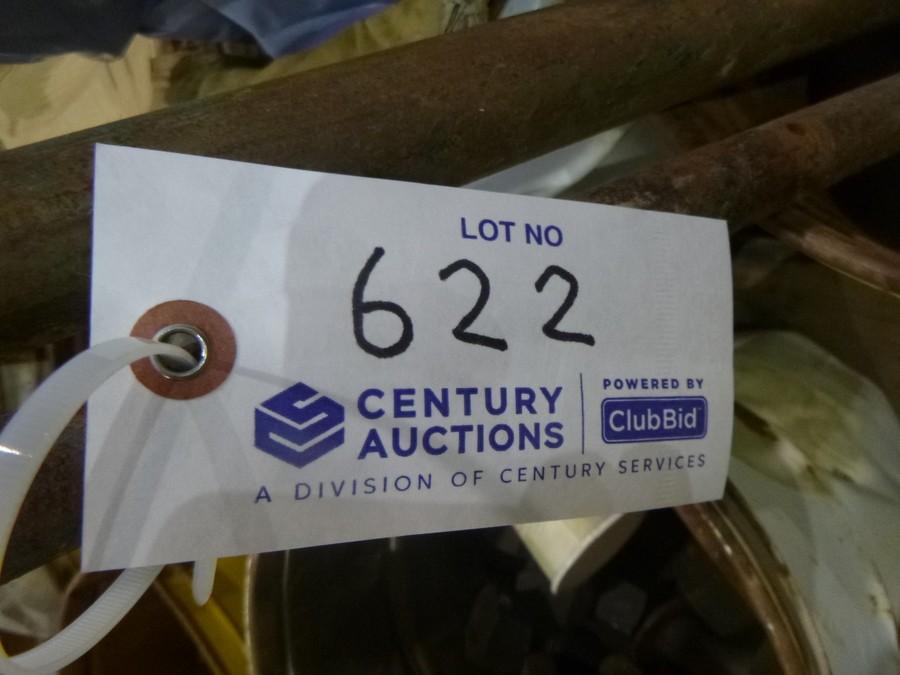 LOT NO
622
CENTURY
AUCTIONS
POWERED BY
ClubBid
A DIVISION OF CENTURY SERVICES